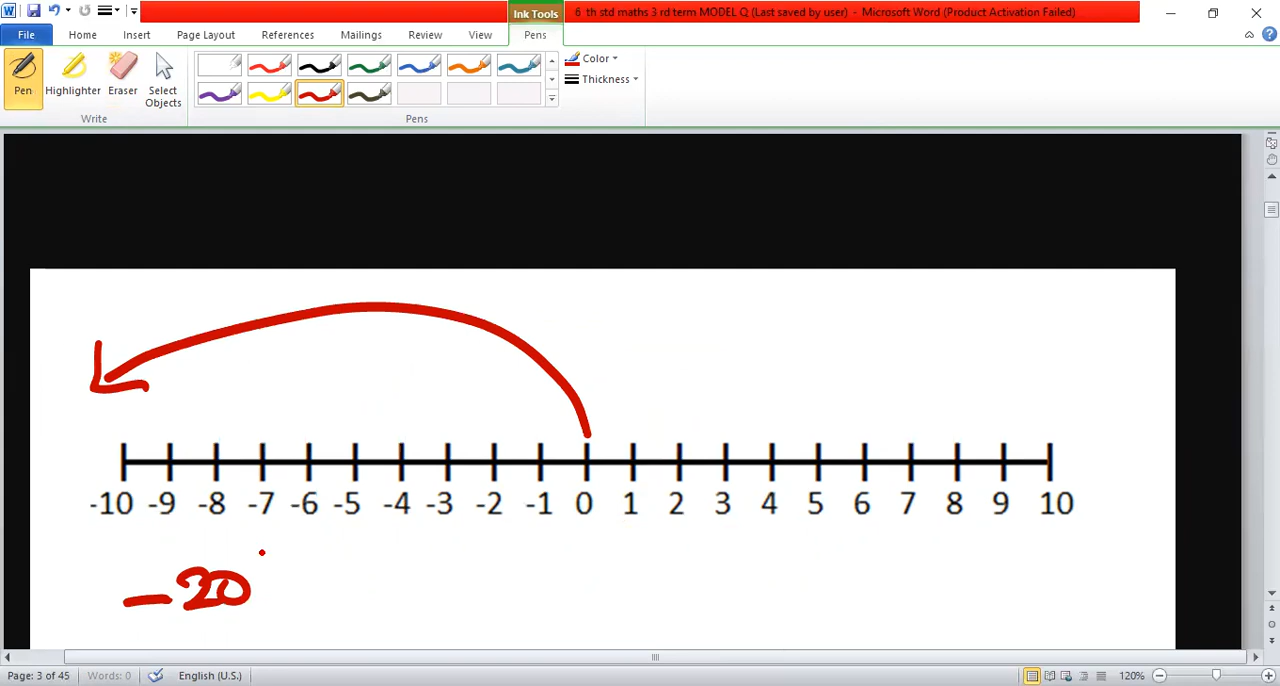 Ink Tools
6 th std maths 3 rd term MODEL Q (Last saved by user) - Microsoft Word (Product Activation Failed)
File Home Insert Page Layout References Mailings Review View Pens
Pen Highlighter Eraser Select Objects
Color
Thickness
Write Pens
-10 -9 -8 -7 -6 -5 -4 -3 -2 -1 0 1 2 3 4 5 6 7 8 9 10
-20
Page: 3 of 45 Words: 0 English (U.S.) 120%